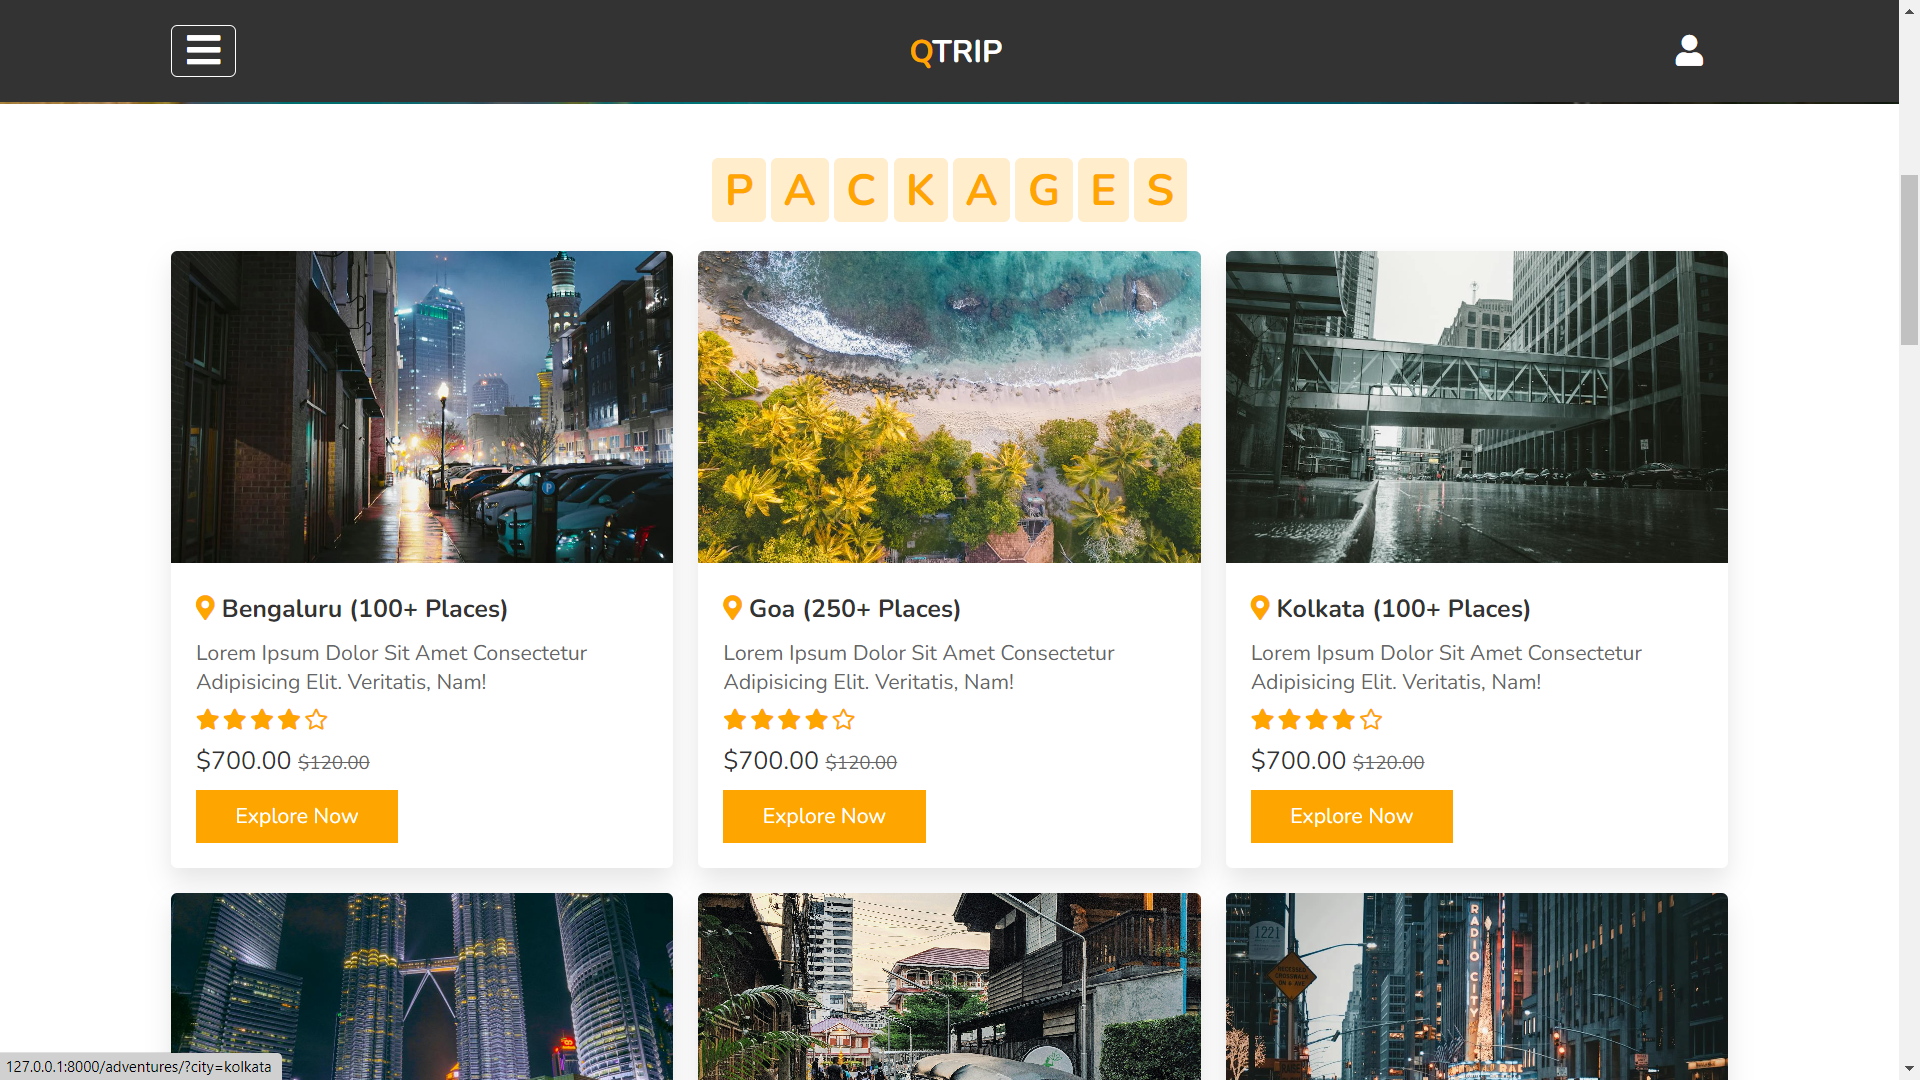 QTRIP
PACKAGES
Bengaluru (100+ Places)
Lorem Ipsum Dolor Sit Amet Consectetur
Adipisicing Elit. Veritatis, Nam!
$700.00 $120.00
Explore Now
Goa (250+ Places)
Lorem Ipsum Dolor Sit Amet Consectetur
Adipisicing Elit. Veritatis, Nam!
$700.00 $120.00
Explore Now
Kolkata (100+ Places)
Lorem Ipsum Dolor Sit Amet Consectetur
Adipisicing Elit. Veritatis, Nam!
$700.00 $120.00
Explore Now
P
1221
RADIO CITY
127.0.0.1:8000/adventures/?city=kolkata